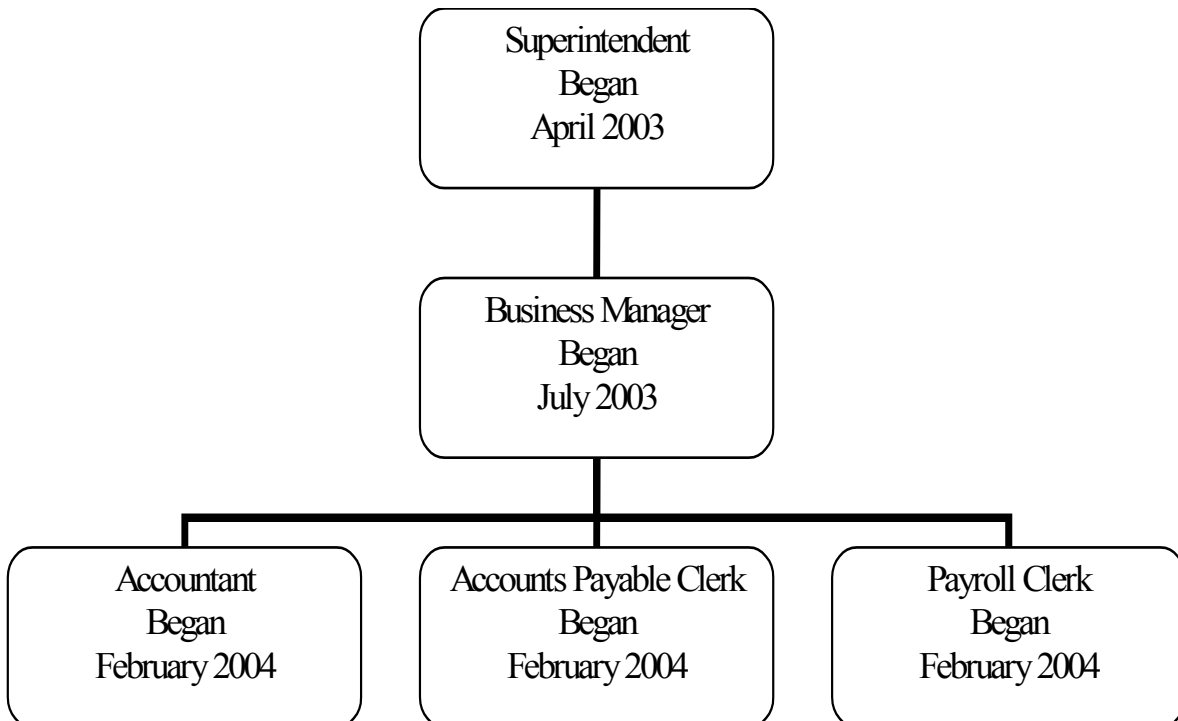 Superintendent
Began
April 2003
Business Manager
Began
July 2003
Accountant
Began
February 2004
Accounts Payable Clerk
Began
February 2004
Payroll Clerk
Began
February 2004